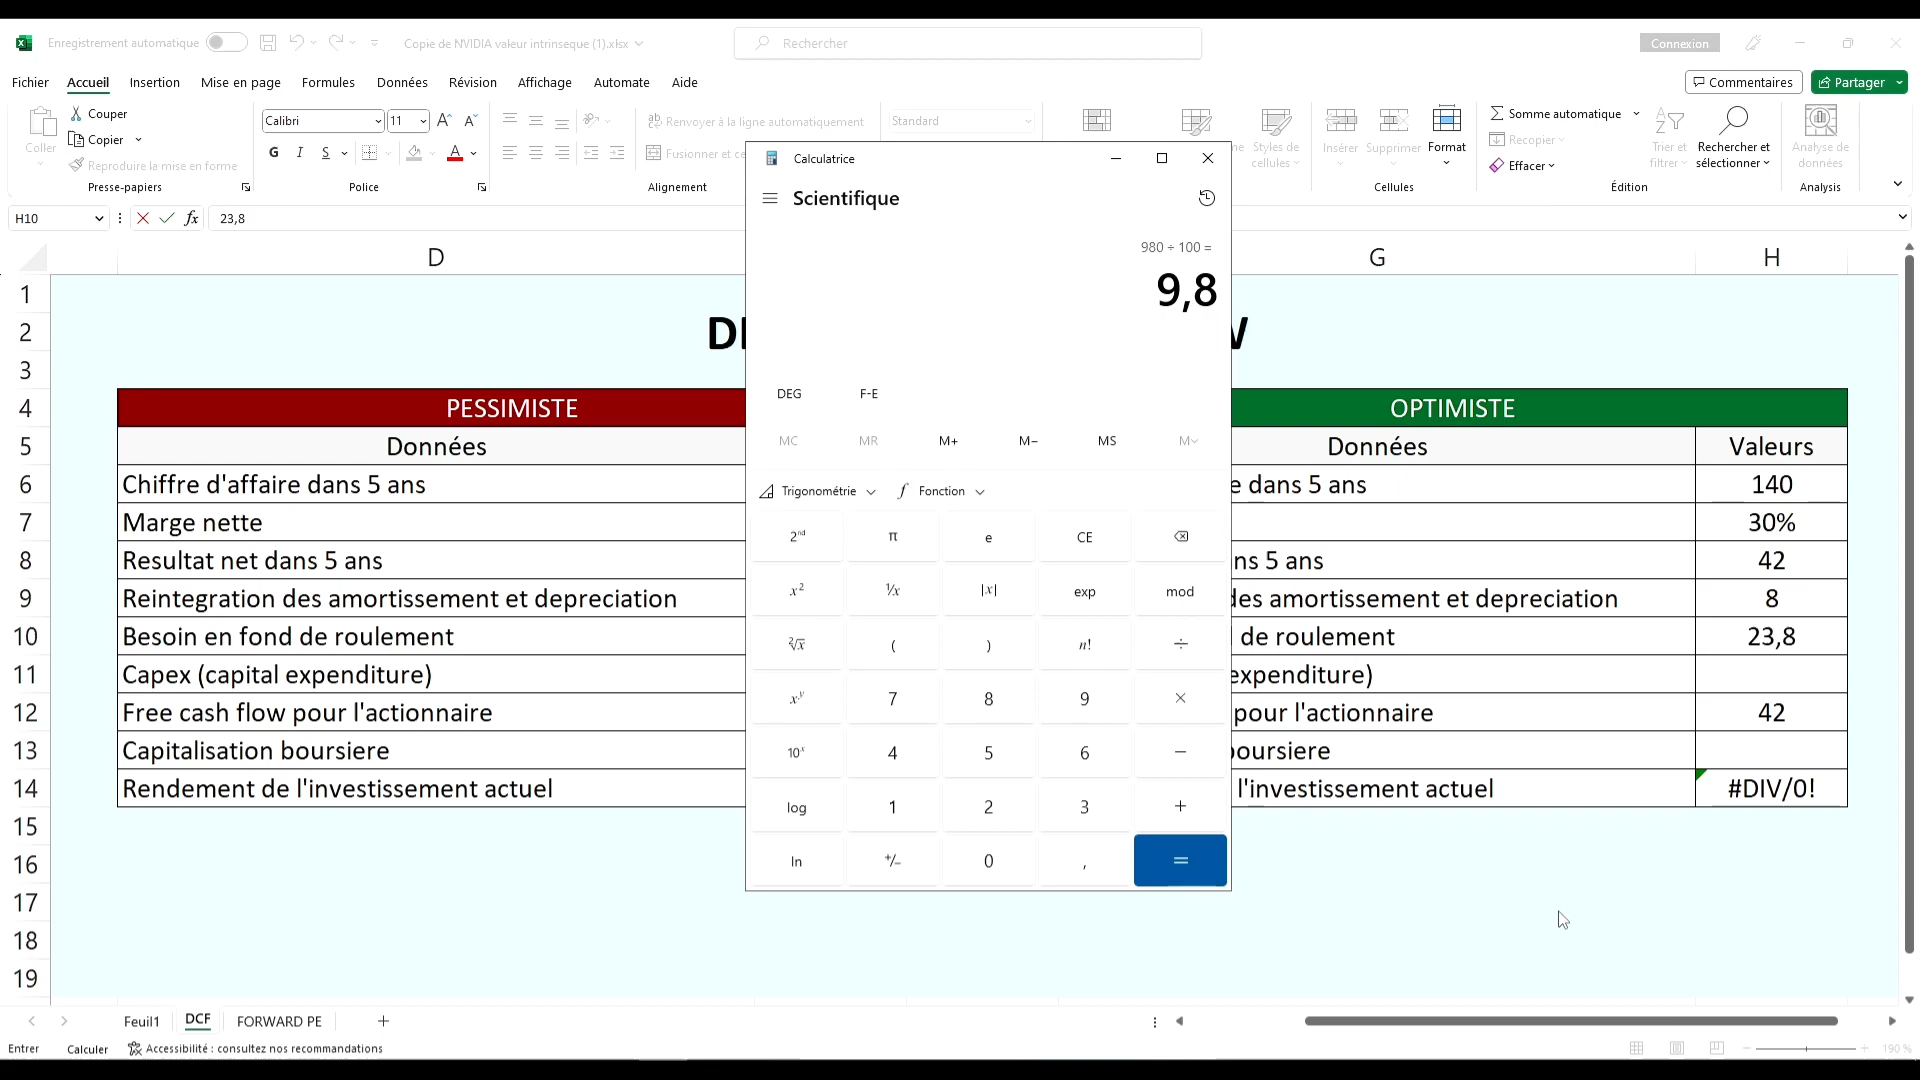 Enregistrement automatique
Copie de NVIDIA valeur intrinseque (1).xlsx
Rechercher
Connexion
Fichier Accueil Insertion Mise en page Formules Données Révision Affichage Automate Aide
Commentaires
Partager
Coller
Couper
Copier
Reproduire la mise en forme
Presse-papiers
Calibri
11
G I S
Police
Renvoyer à la ligne automatiquement
Fusionner et ce
Alignement
Standard
Styles de
cellules
Insérer
Supprimer
Format
Cellules
Somme automatique
Recopier
Effacer
Trier et
filtrer
Rechercher et
sélectionner
Édition
Analyse de
données
Analysis
H10
fx
23,8
D G H
1
2
3
4 PESSIMISTE OPTIMISTE
5 Données Données Valeurs
6 Chiffre d'affaire dans 5 ans e dans 5 ans 140
7 Marge nette 30%
8 Resultat net dans 5 ans ns 5 ans 42
9 Reintegration des amortissement et depreciation des amortissement et depreciation 8
10 Besoin en fond de roulement de roulement 23,8
11 Capex (capital expenditure) expenditure)
12 Free cash flow pour l'actionnaire pour l'actionnaire 42
13 Capitalisation boursiere boursiere
14 Rendement de l'investissement actuel l'investissement actuel #DIV/0!
15
16
17
18
19
Calculatrice
Scientifique
980 ÷ 100 =
9,8
DEG F-E
MC MR M+ M− MS M
Trigonométrie Fonction
2nd π e CE
x² ¹/x |x| exp mod
²√x ( ) n! ÷
xʸ 7 8 9 ×
10ˣ 4 5 6 −
log 1 2 3 +
ln +/− 0 , =
Feuil1 DCF FORWARD PE +
Entrer Calculer Accessibilité : consultez nos recommandations
190 %